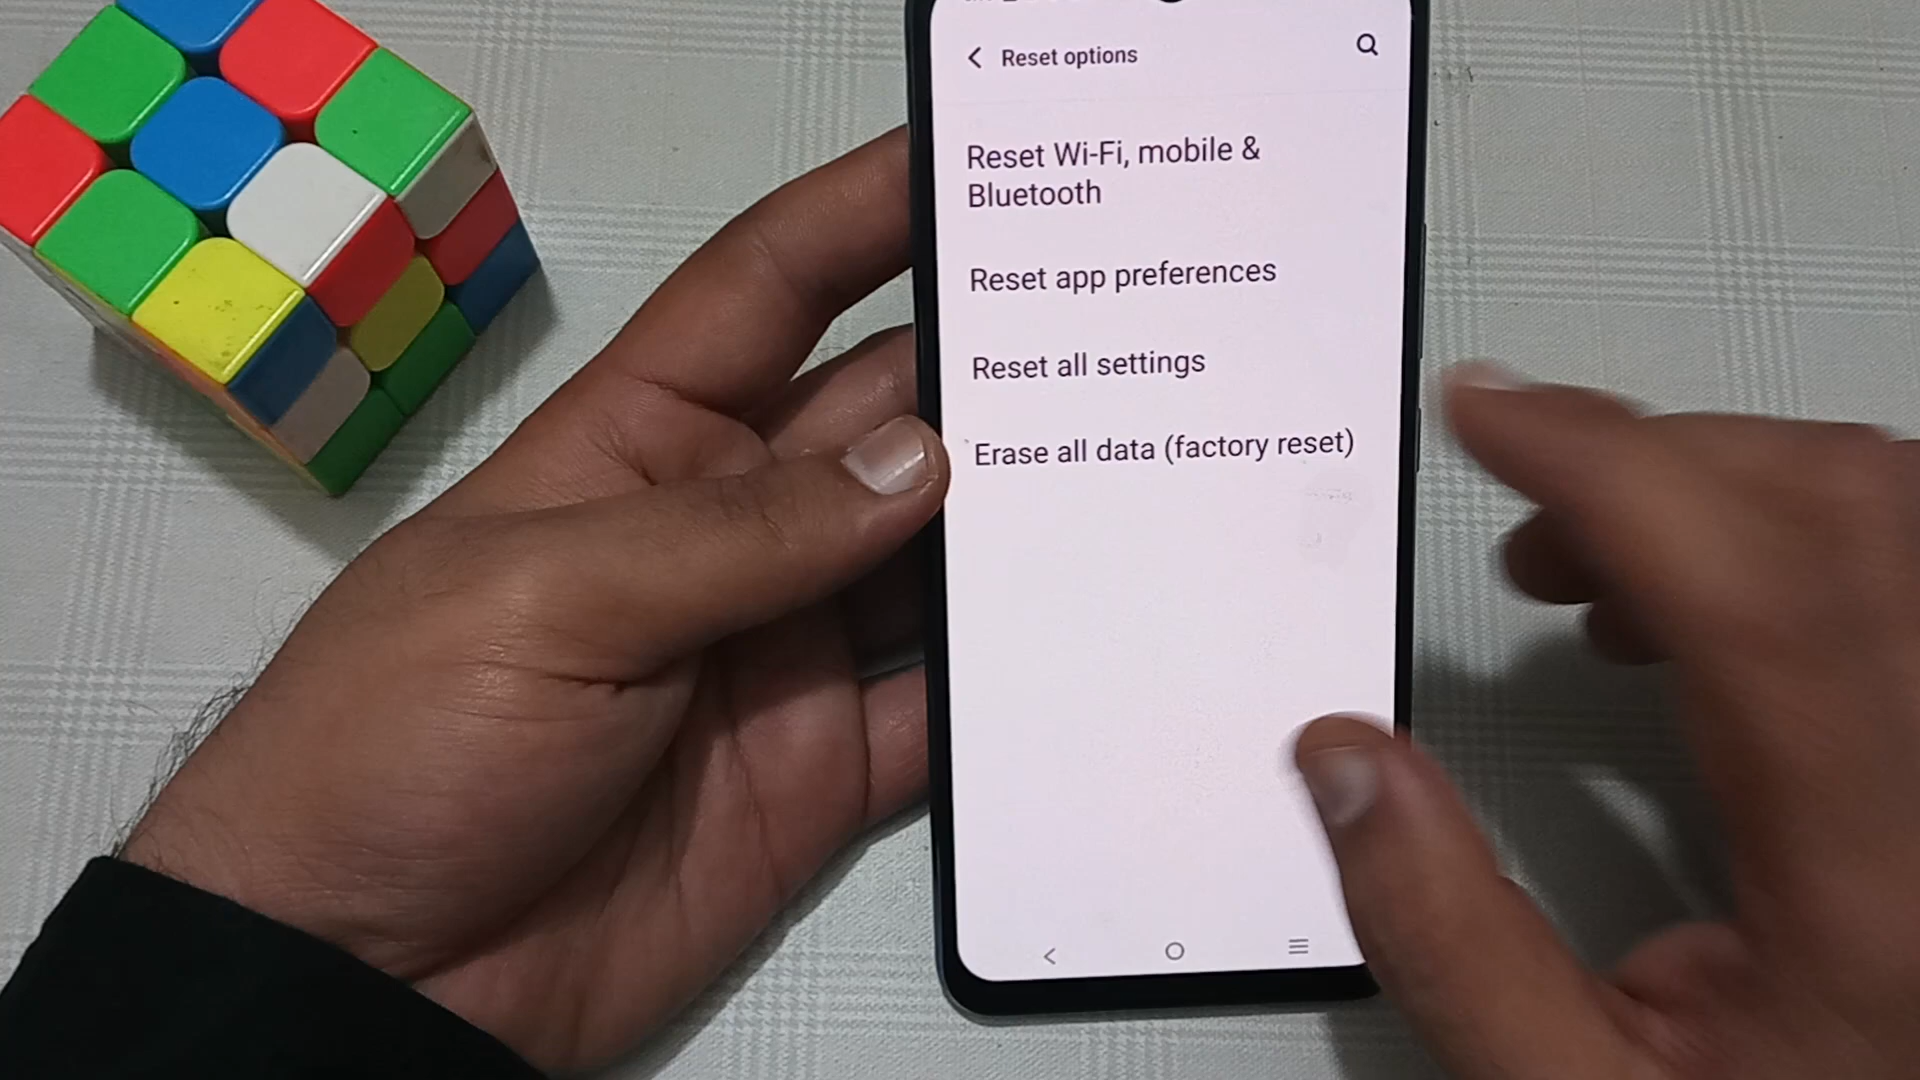 Reset options
Reset Wi-Fi, mobile &
Bluetooth
Reset app preferences
Reset all settings
Erase all data (factory reset)